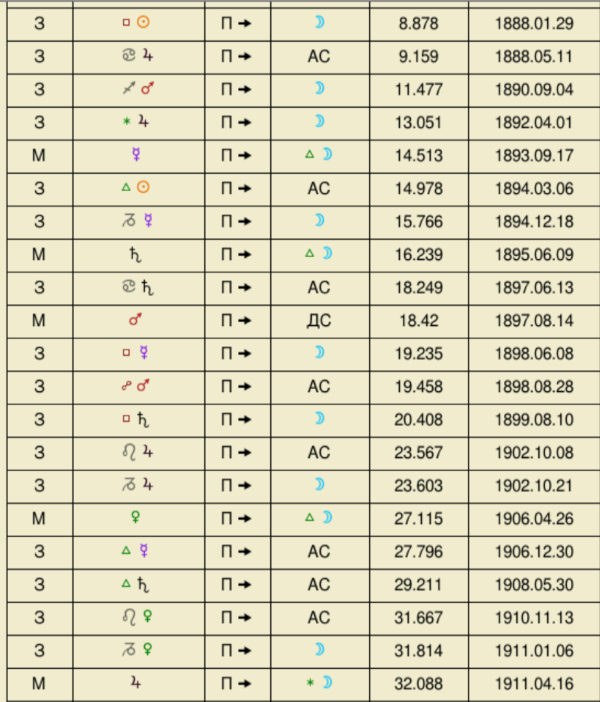 З □ ☉ П → ☽ 8.878 1888.01.29
З ♋ ♃ П → АС 9.159 1888.05.11
З ♐ ♂ П → ☽ 11.477 1890.09.04
З ✶ ♃ П → ☽ 13.051 1892.04.01
М ☿ П → △ ☽ 14.513 1893.09.17
З △ ☉ П → АС 14.978 1894.03.06
З ♑ ☿ П → ☽ 15.766 1894.12.18
М ♄ П → △ ☽ 16.239 1895.06.09
З ♋ ♄ П → АС 18.249 1897.06.13
М ♂ П → ДС 18.42 1897.08.14
З □ ☿ П → ☽ 19.235 1898.06.08
З ☍ ♂ П → АС 19.458 1898.08.28
З □ ♄ П → ☽ 20.408 1899.08.10
З ♌ ♃ П → АС 23.567 1902.10.08
З ♑ ♃ П → ☽ 23.603 1902.10.21
М ♀ П → △ ☽ 27.115 1906.04.26
З △ ☿ П → АС 27.796 1906.12.30
З △ ♄ П → АС 29.211 1908.05.30
З ♌ ♀ П → АС 31.667 1910.11.13
З ♑ ♀ П → ☽ 31.814 1911.01.06
М ♃ П → ✶ ☽ 32.088 1911.04.16